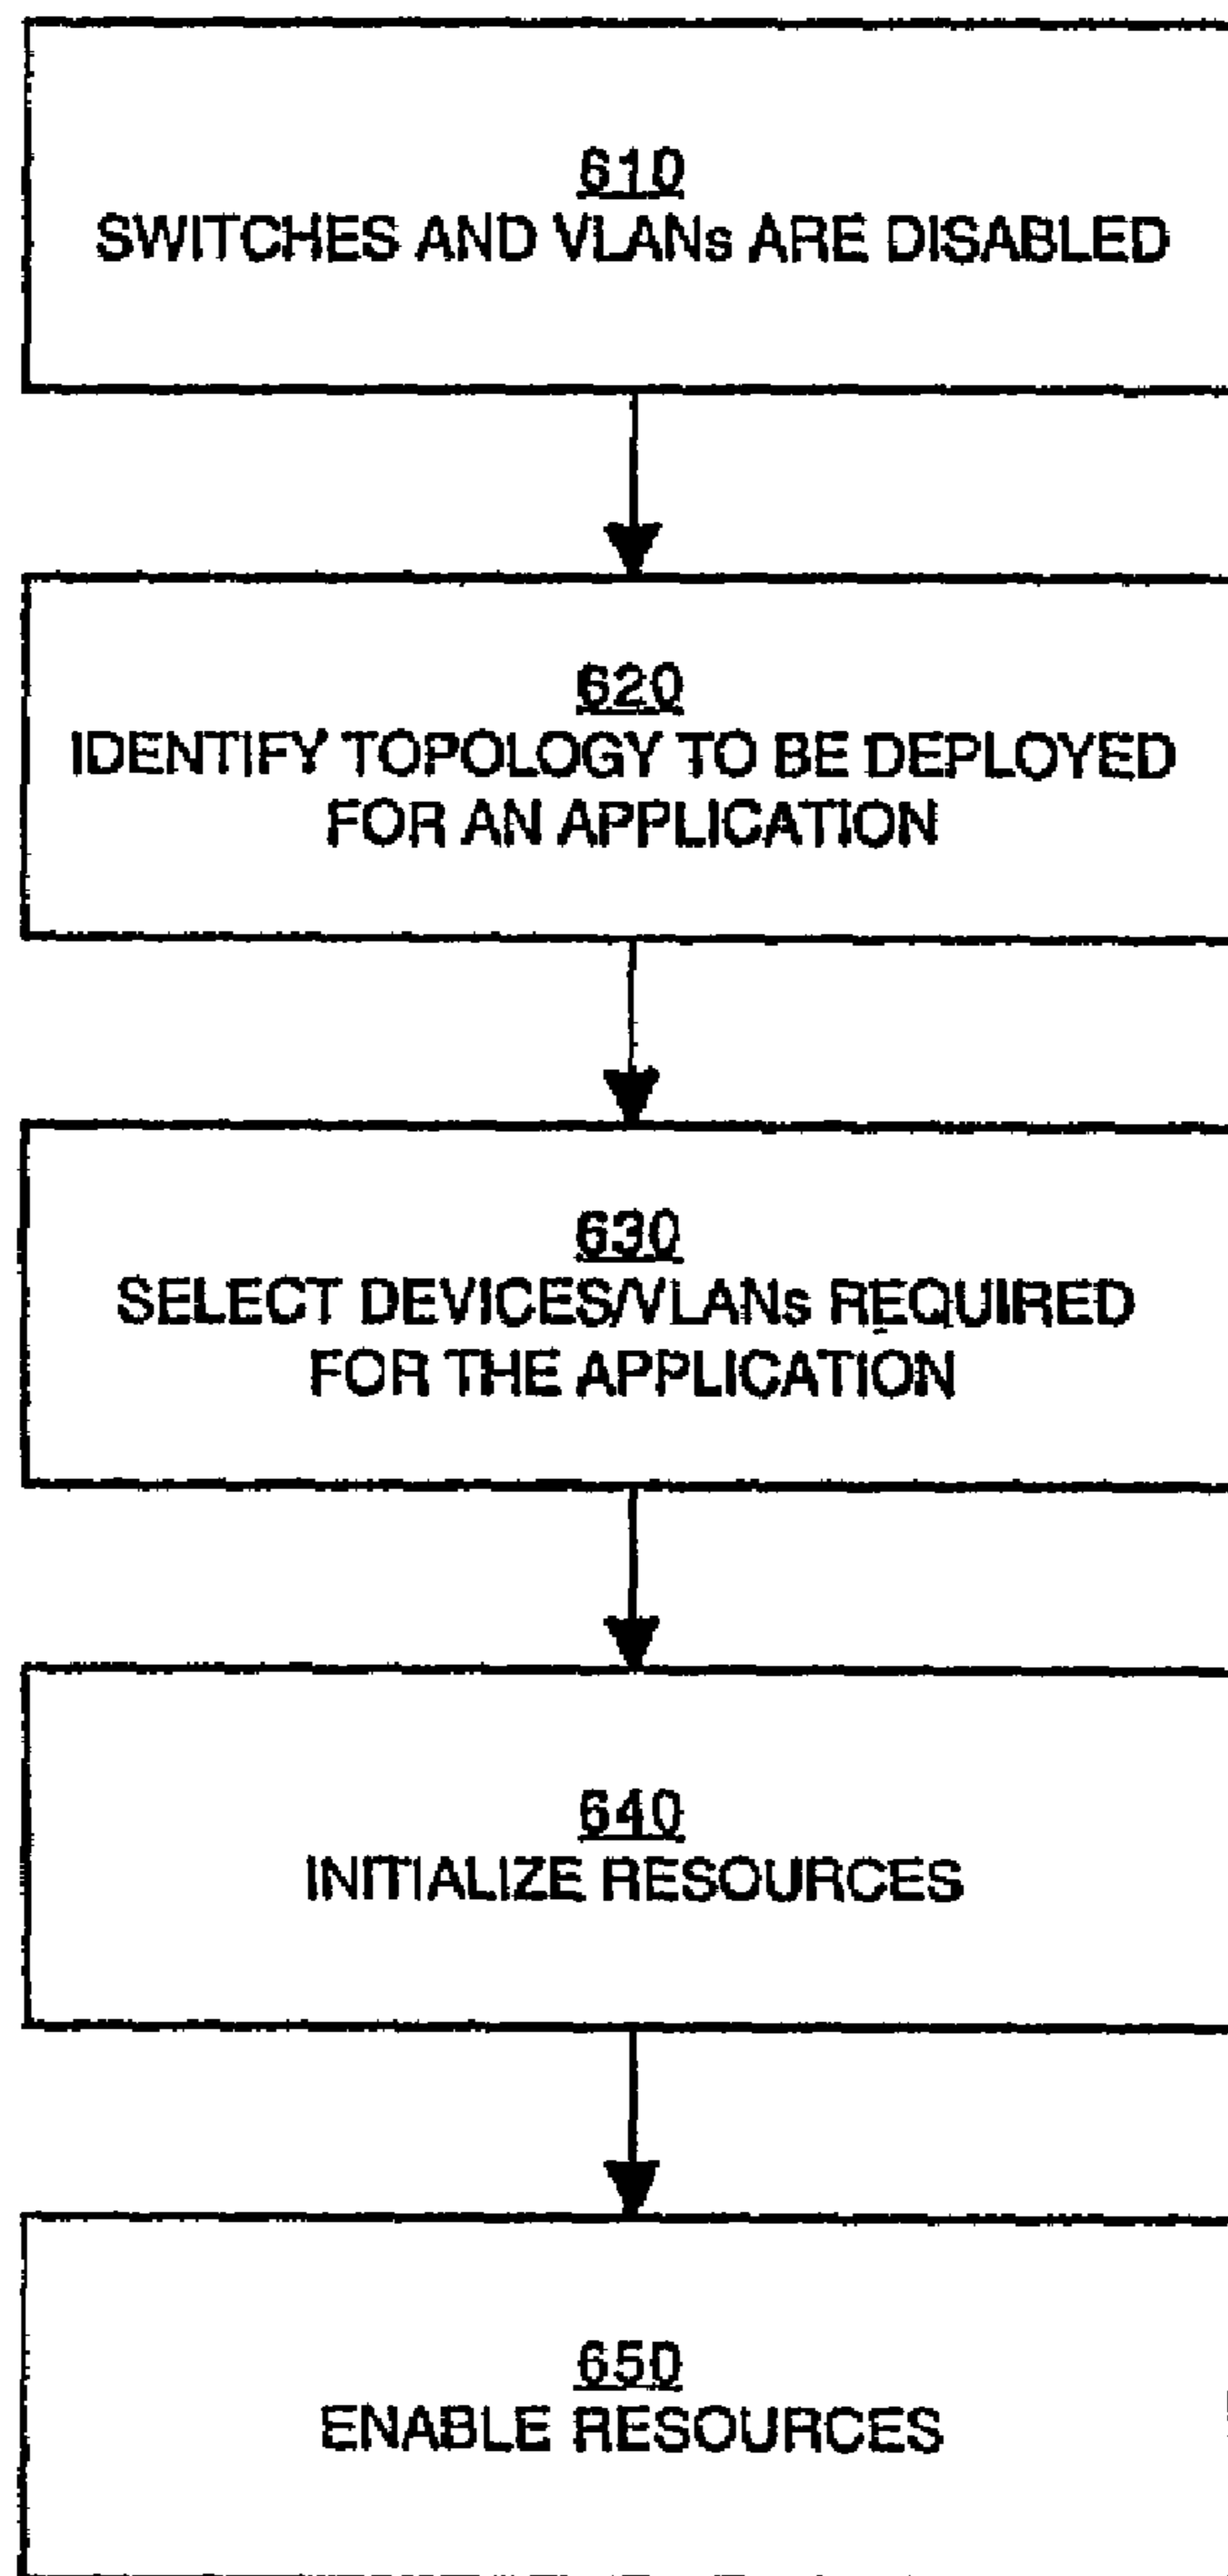 610
SWITCHES AND VLANs ARE DISABLED
620
IDENTIFY TOPOLOGY TO BE DEPLOYED
FOR AN APPLICATION
630
SELECT DEVICES/VLANs REQUIRED
FOR THE APPLICATION
640
INITIALIZE RESOURCES
650
ENABLE RESOURCES